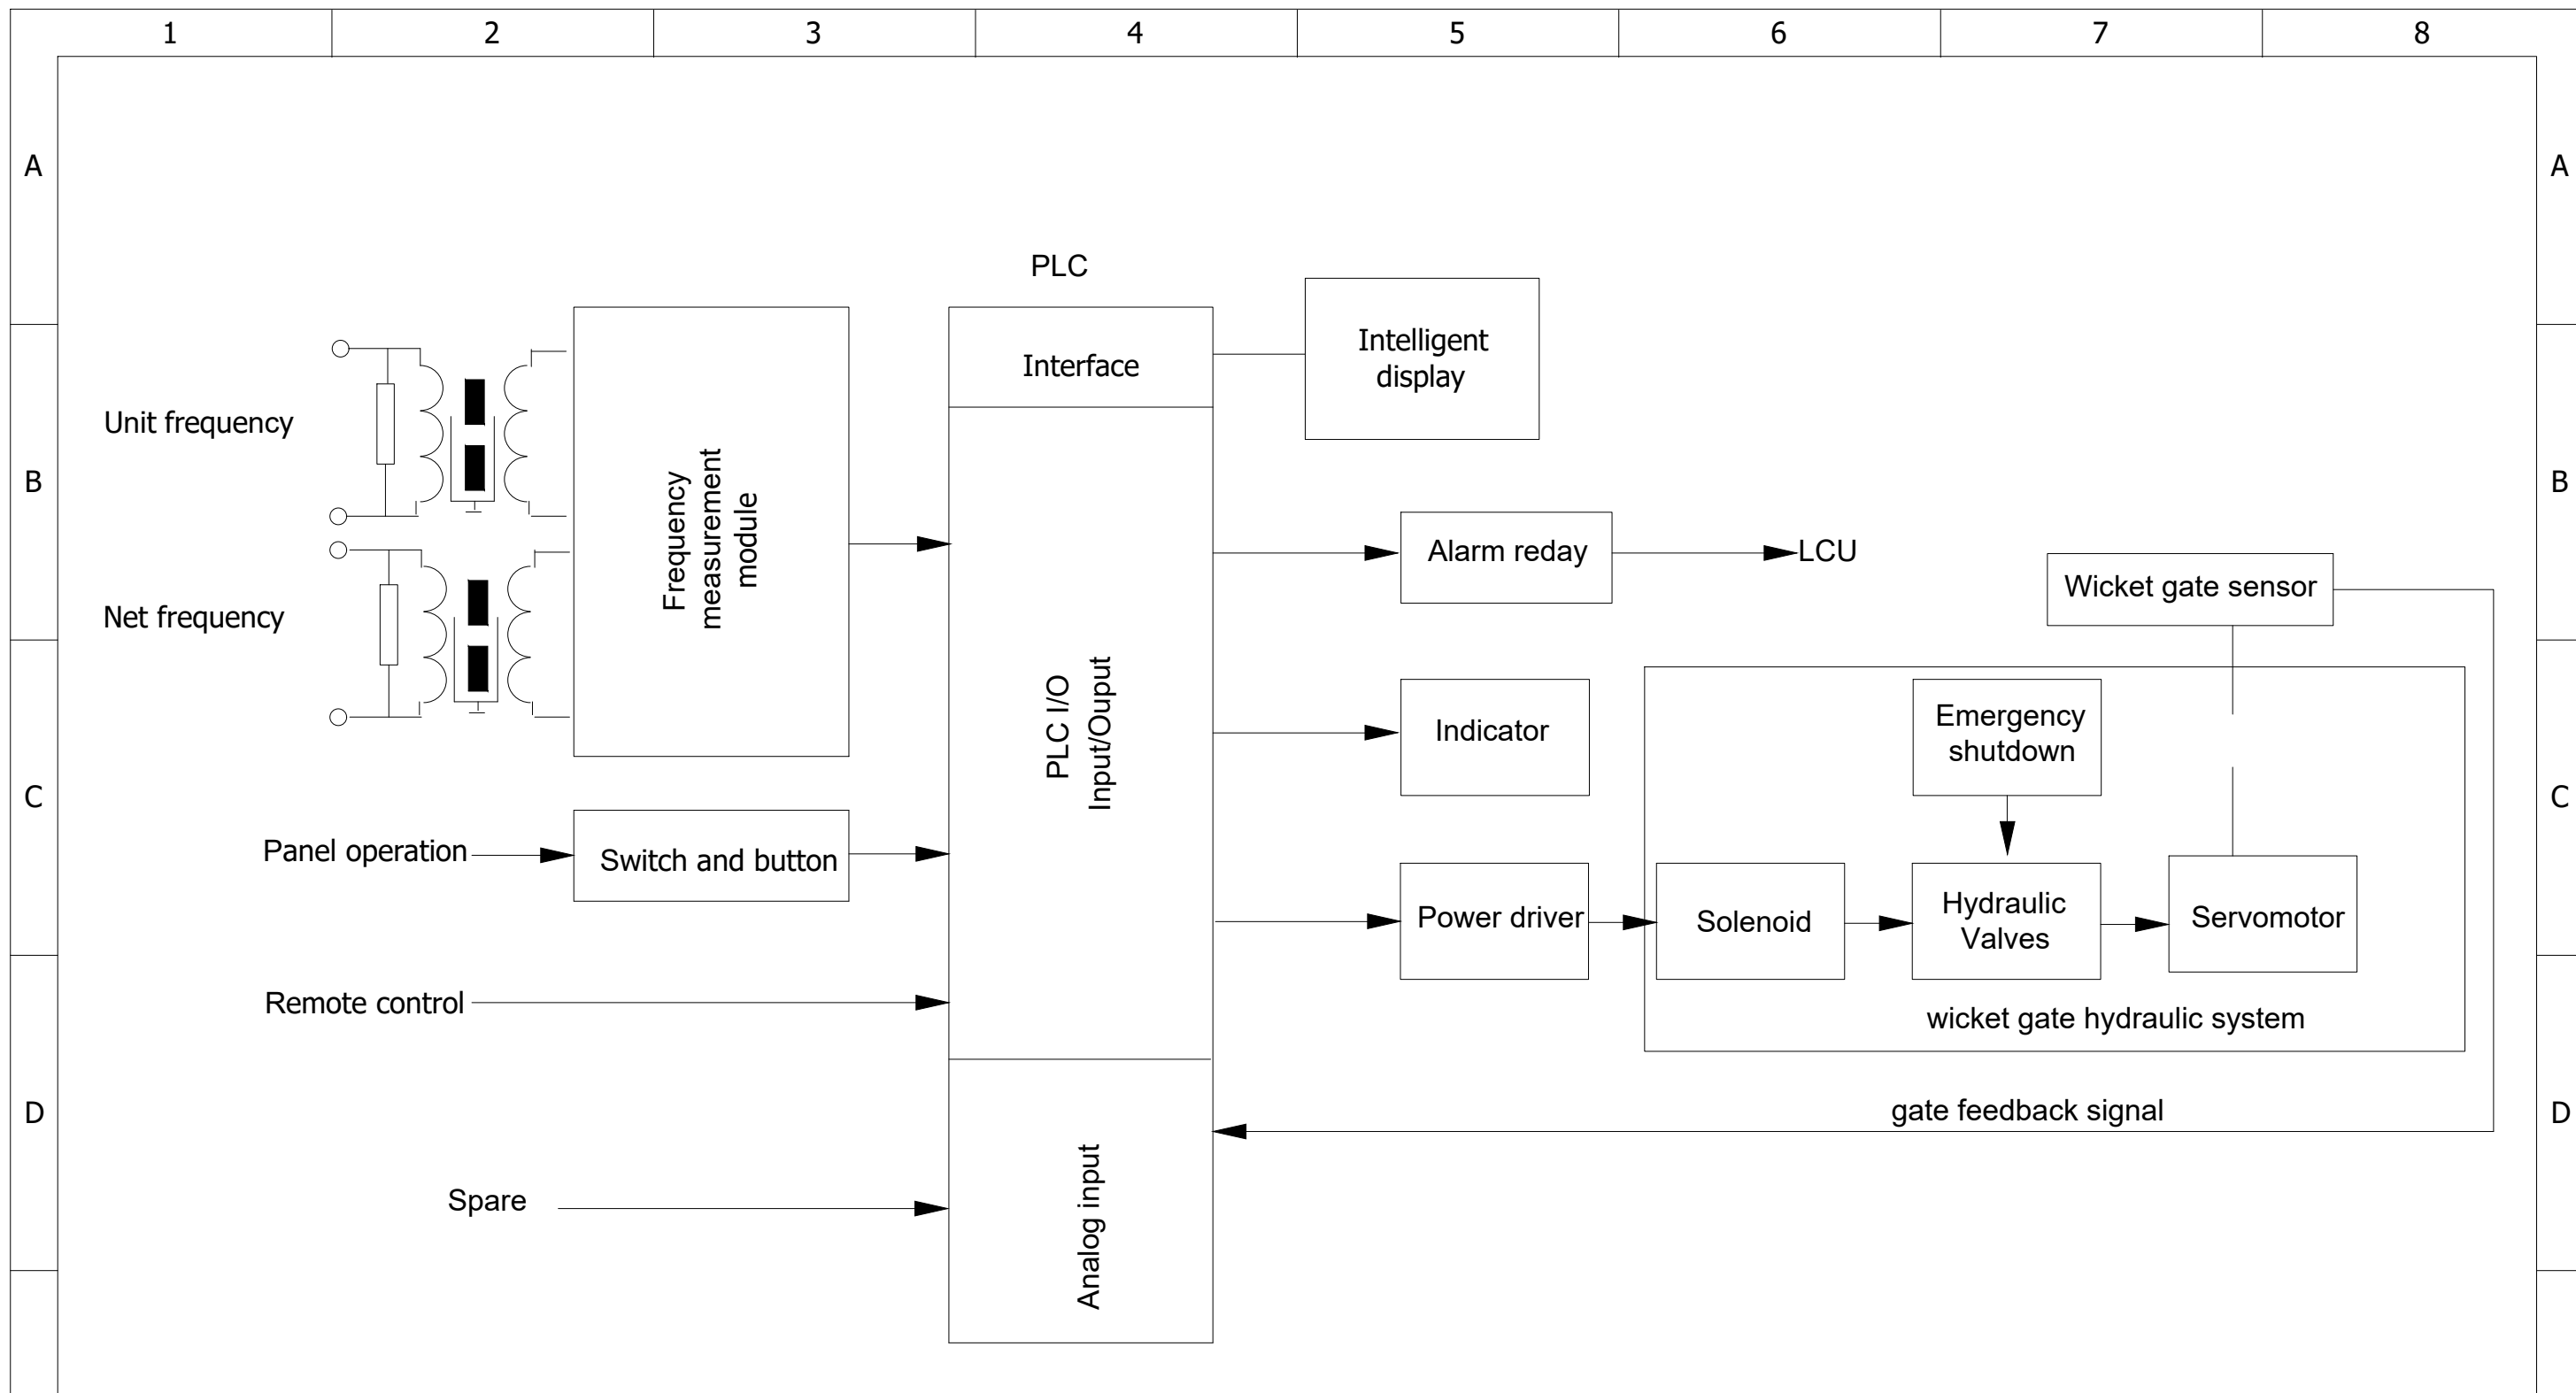 1 2 3 4 5 6 7 8
A A
PLC
Interface
Intelligent
display
Unit frequency
Frequency
measurement
module
B B
Alarm reday
LCU
Wicket gate sensor
Net frequency
PLC I/O
Input/Ouput
Indicator
Emergency
shutdown
C C
Panel operation
Switch and button
Power driver
Solenoid
Hydraulic
Valves
Servomotor
Remote control
wicket gate hydraulic system
D D
gate feedback signal
Spare
Analog input